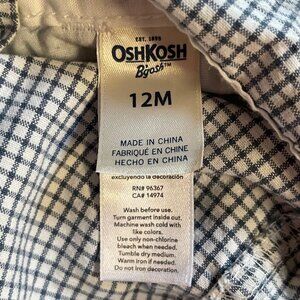 EST. 1895
OSHKOSH
B'gosh™
12M
MADE IN CHINA
FABRIQUÉ EN CHINE
HECHO EN CHINA
excluyendo la decoración
RN# 96367
CA# 14974
Wash before use.
Turn garment inside out.
Machine wash cold with
like colors.
Use only non-chlorine
bleach when needed.
Tumble dry medium.
Warm iron if needed.
Do not iron decoration.